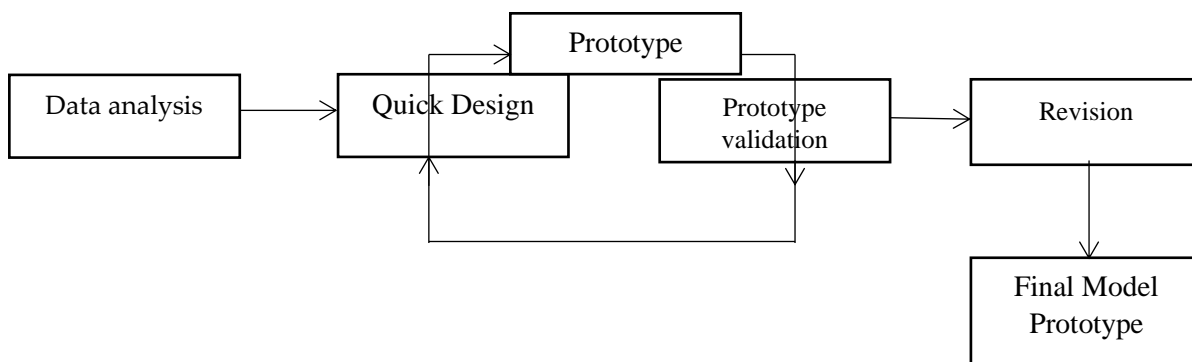 Prototype
Data analysis
Quick Design
Prototype
validation
Revision
Final Model
Prototype